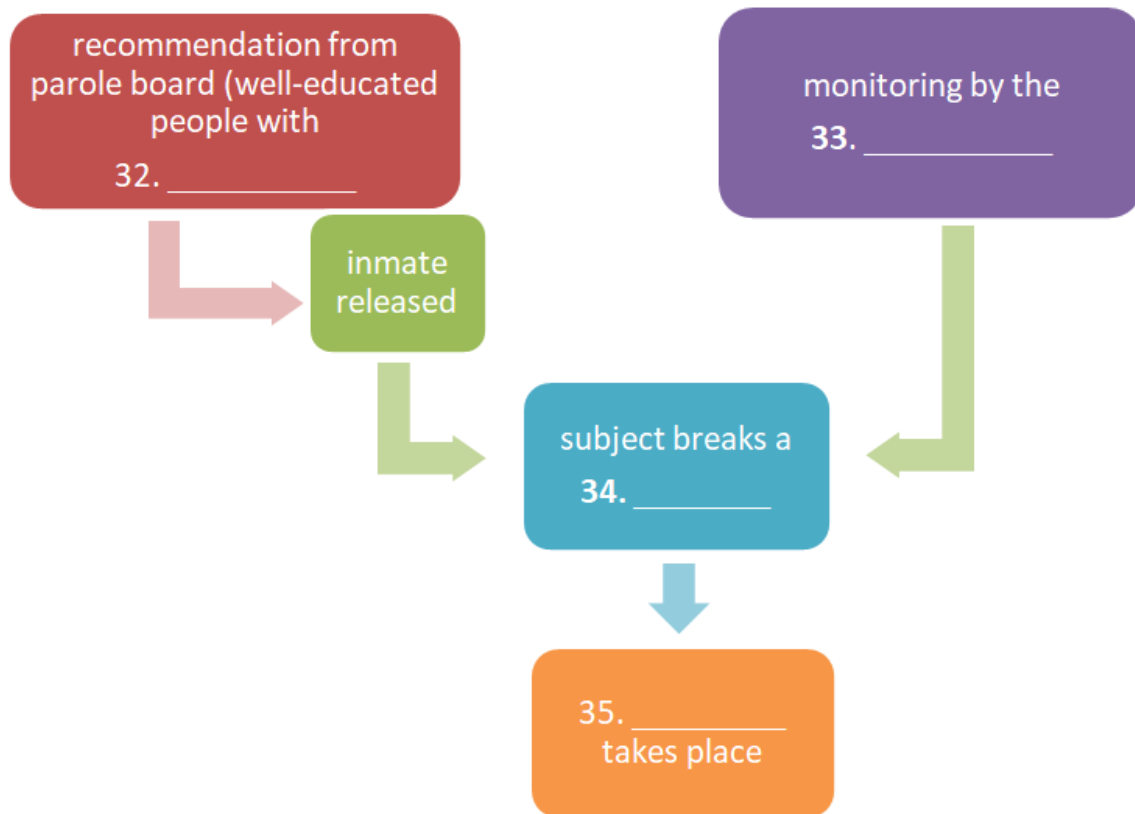 recommendation from
parole board (well-educated
people with
32. ___________
monitoring by the
33. ___________
inmate
released
subject breaks a
34. ________
35. _________
takes place